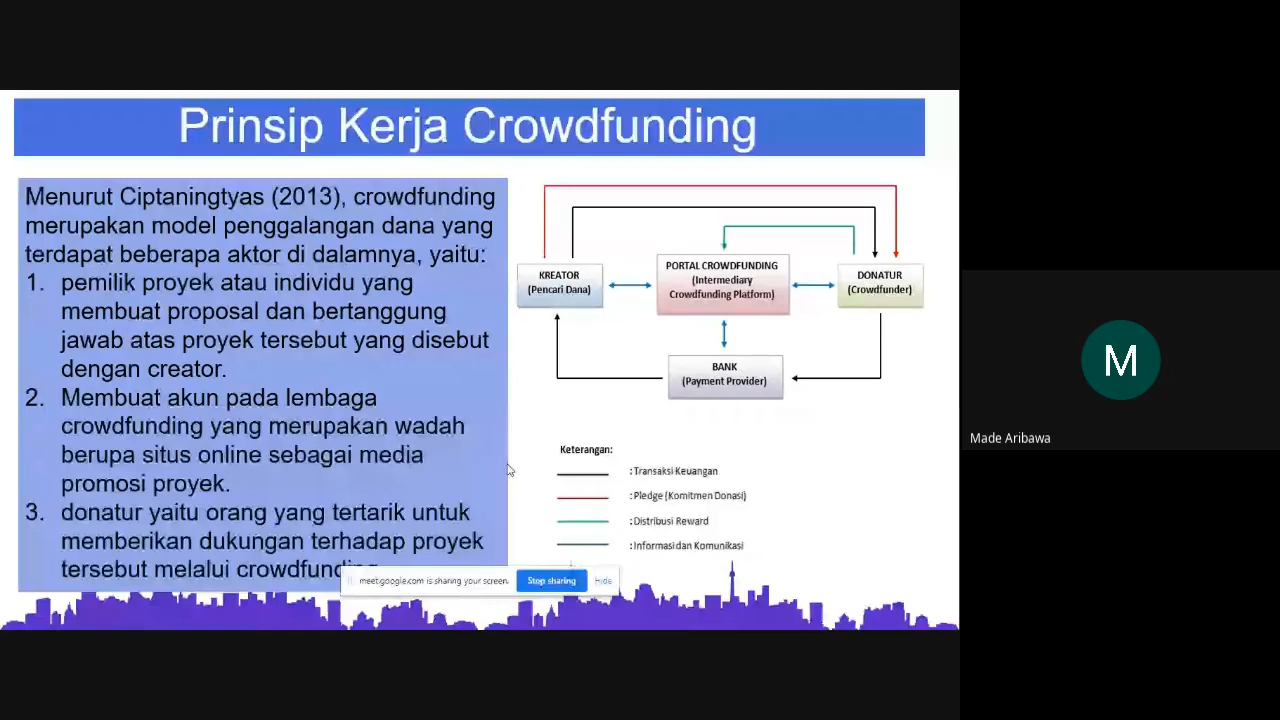 Prinsip Kerja Crowdfunding
Menurut Ciptaningtyas (2013), crowdfunding
merupakan model penggalangan dana yang
terdapat beberapa aktor di dalamnya, yaitu:
1. pemilik proyek atau individu yang
membuat proposal dan bertanggung
jawab atas proyek tersebut yang disebut
dengan creator.
2. Membuat akun pada lembaga
crowdfunding yang merupakan wadah
berupa situs online sebagai media
promosi proyek.
3. donatur yaitu orang yang tertarik untuk
memberikan dukungan terhadap proyek
tersebut melalui
KREATOR
(Pencari Dana)
PORTAL CROWDFUNDING
(Intermediary
Crowdfunding Platform)
DONATUR
(Crowdfunder)
BANK
(Payment Provider)
Keterangan:
: Transaksi Keuangan
: Pledge (Komitmen Donasi)
: Distribusi Reward
: Informasi dan Komunikasi
meet.google.com is sharing your screen.
Stop sharing
Hide
M
Made Aribawa